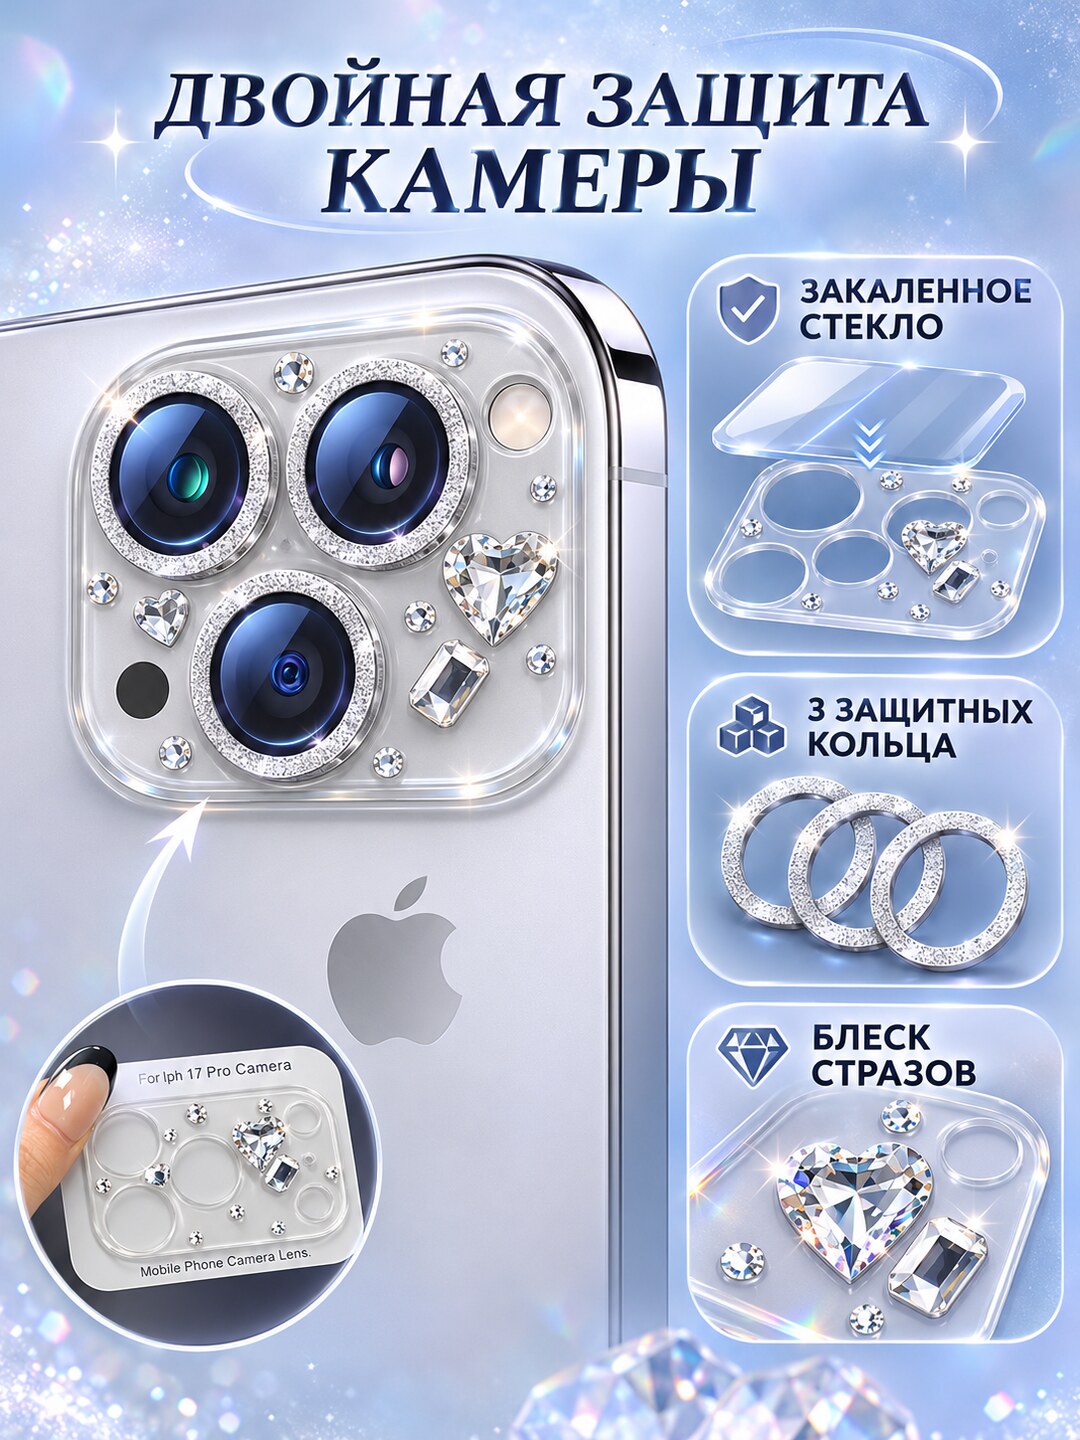 ДВОЙНАЯ ЗАЩИТА
КАМЕРЫ
ЗАКАЛЕННОЕ
СТЕКЛО
3 ЗАЩИТНЫХ
КОЛЬЦА
БЛЕСК
СТРАЗОВ
For Iph 17 Pro Camera
Mobile Phone Camera Lens.